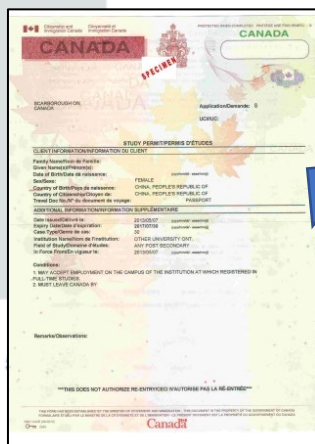 Citizenship and Immigration Canada
Citoyenneté et Immigration Canada
CANADA
CANADA
SPECIMEN
SCARBOROUGH ON
CANADA
Application/Demande: S
UCI/IUC:
STUDY PERMIT/PERMIS D'ÉTUDES
CLIENT INFORMATION/INFORMATION DU CLIENT
Family Name/Nom de Famille:
Given Name(s)/Prénom(s):
Date of Birth/Date de naissance:
Sex/Sexe: FEMALE
Country of Birth/Pays de naissance: CHINA, PEOPLE'S REPUBLIC OF
Country of Citizenship/Citoyen de: CHINA, PEOPLE'S REPUBLIC OF
Travel Doc No./N° du document de voyage: PASSPORT
ADDITIONAL INFORMATION/INFORMATION SUPPLÉMENTAIRE
Date Issued/Délivré le:
Expiry Date/Date d'expiration: 2017/07/30
Case Type/Genre de cas: 30
Institution Name/Nom de l'institution: OTHER UNIVERSITY ONT.
Field of Study/Domaine d'études: ANY POST SECONDARY
In Force From/En vigueur le:
Conditions:
1. MAY ACCEPT EMPLOYMENT ON THE CAMPUS OF THE INSTITUTION AT WHICH REGISTERED IN
FULL-TIME STUDIES.
2. MUST LEAVE CANADA BY
Remarks/Observations:
***THIS DOES NOT AUTHORIZE RE-ENTRY/CECI N'AUTORISE PAS LA RÉ-ENTRÉE***
Canada